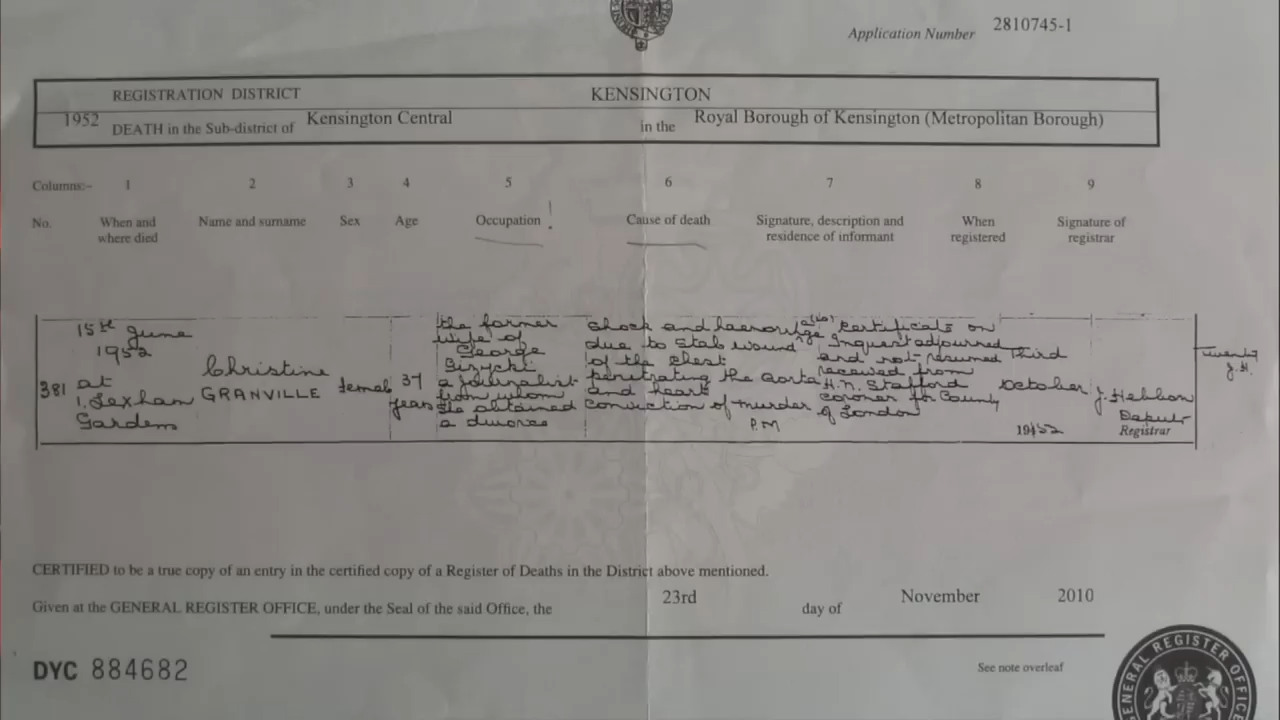 Application Number 2810745-1
REGISTRATION DISTRICT KENSINGTON
1952 DEATH in the Sub-district of Kensington Central in the Royal Borough of Kensington (Metropolitan Borough)
Columns:- 1 2 3 4 5 6 7 8 9
No. When and where died Name and surname Sex Age Occupation ! Cause of death Signature, description and residence of informant When registered Signature of registrar
381
15th June
1952
at
1, Lexham
Gardens
Christine
GRANVILLE
Female
37
years
the former
wife of
George
Bizycki
a journalist
from whom
she obtained
a divorce
Shock and haemorrhage
due to stab wound
of the chest
penetrating the aorta
and heart
conviction of murder
P.M
Certificate on
Inquest adjourned
and not resumed
received from
H.N. Stafford
Coroner for County
of London
Third
October
1952
J. Hebbon
Deputy
Registrar
Twenty
J.H.
CERTIFIED to be a true copy of an entry in the certified copy of a Register of Deaths in the District above mentioned.
Given at the GENERAL REGISTER OFFICE, under the Seal of the said Office, the 23rd day of November 2010
DYC 884682
See note overleaf
GENERAL REGISTER OFFICE